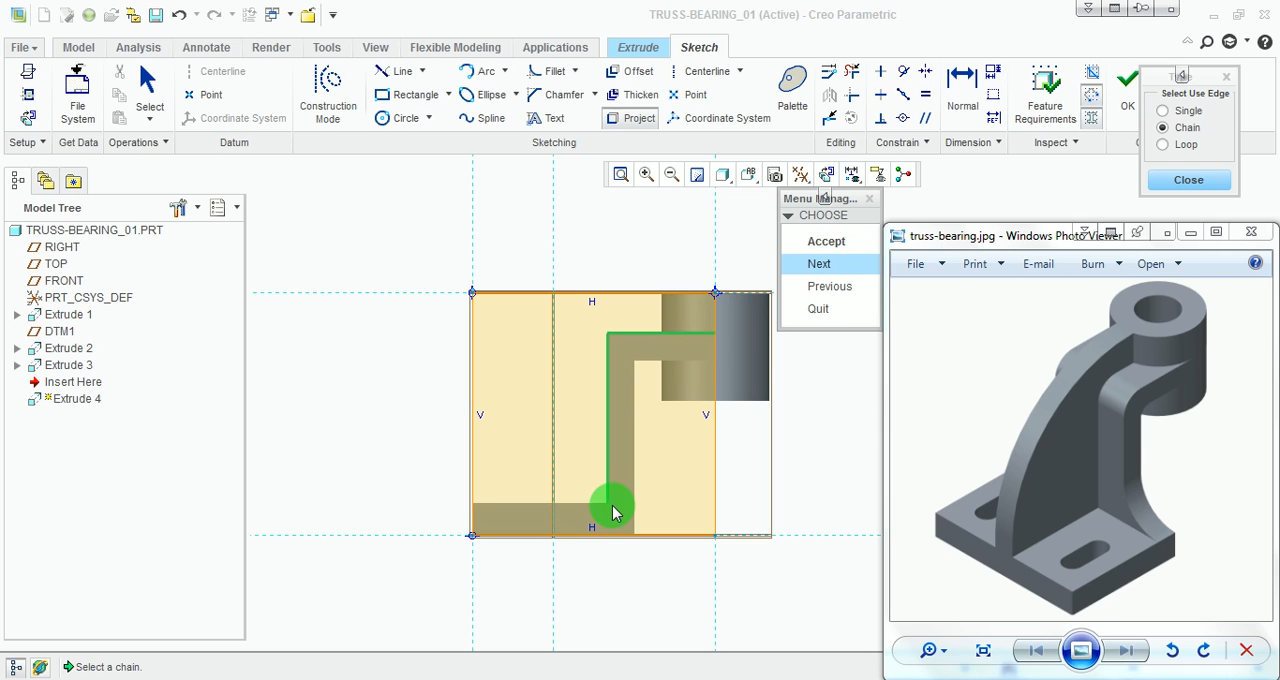 TRUSS-BEARING_01 (Active) - Creo Parametric
File Model Analysis Annotate Render Tools View Flexible Modeling Applications Extrude Sketch
Centerline
Point
Coordinate System
File System
Select
Construction Mode
Line Arc Fillet Offset Centerline
Rectangle Ellipse Chamfer Thicken Point
Circle Spline Text Project Coordinate System
Palette
Normal
Feature Requirements
OK
Setup Get Data Operations Datum Sketching Editing Constrain Dimension Inspect
Select Use Edge
Single
Chain
Loop
Close
Model Tree
TRUSS-BEARING_01.PRT
RIGHT
TOP
FRONT
PRT_CSYS_DEF
Extrude 1
DTM1
Extrude 2
Extrude 3
Insert Here
Extrude 4
H
V
V
H
CHOOSE
Accept
Next
Previous
Quit
truss-bearing.jpg - Windows Photo Viewer
File Print E-mail Burn Open
Select a chain.